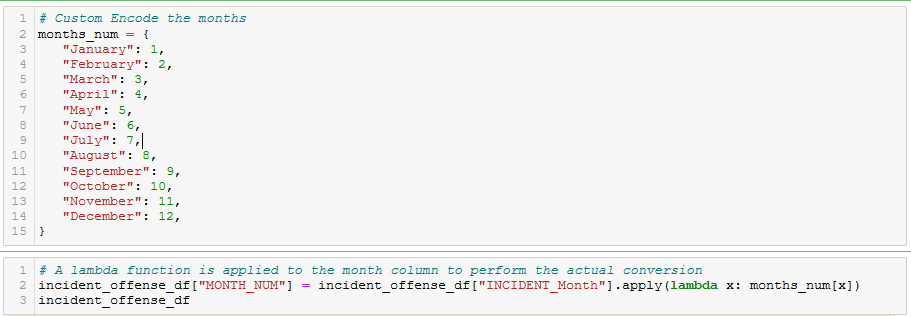 1 # Custom Encode the months
2 months_num = {
3 "January": 1,
4 "February": 2,
5 "March": 3,
6 "April": 4,
7 "May": 5,
8 "June": 6,
9 "July": 7,
10 "August": 8,
11 "September": 9,
12 "October": 10,
13 "November": 11,
14 "December": 12,
15 }
1 # A lambda function is applied to the month column to perform the actual conversion
2 incident_offense_df["MONTH_NUM"] = incident_offense_df["INCIDENT_Month"].apply(lambda x: months_num[x])
3 incident_offense_df